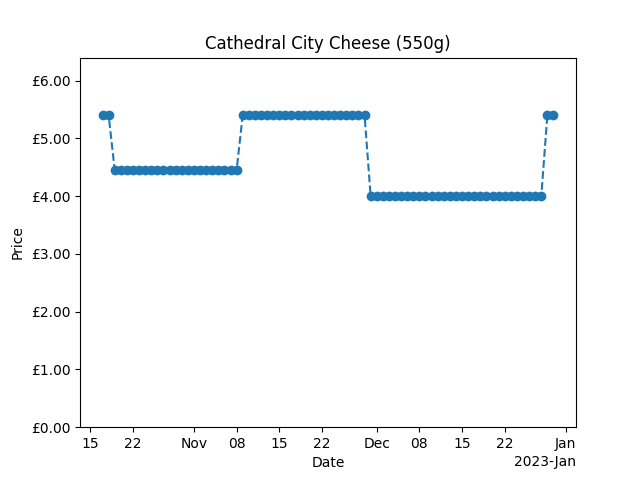 Cathedral City Cheese (550g)
£6.00
£5.00
£4.00
£3.00
£2.00
£1.00
£0.00
Price
15 22 Nov 08 15 22 Dec 08 15 22 Jan
Date
2023-Jan